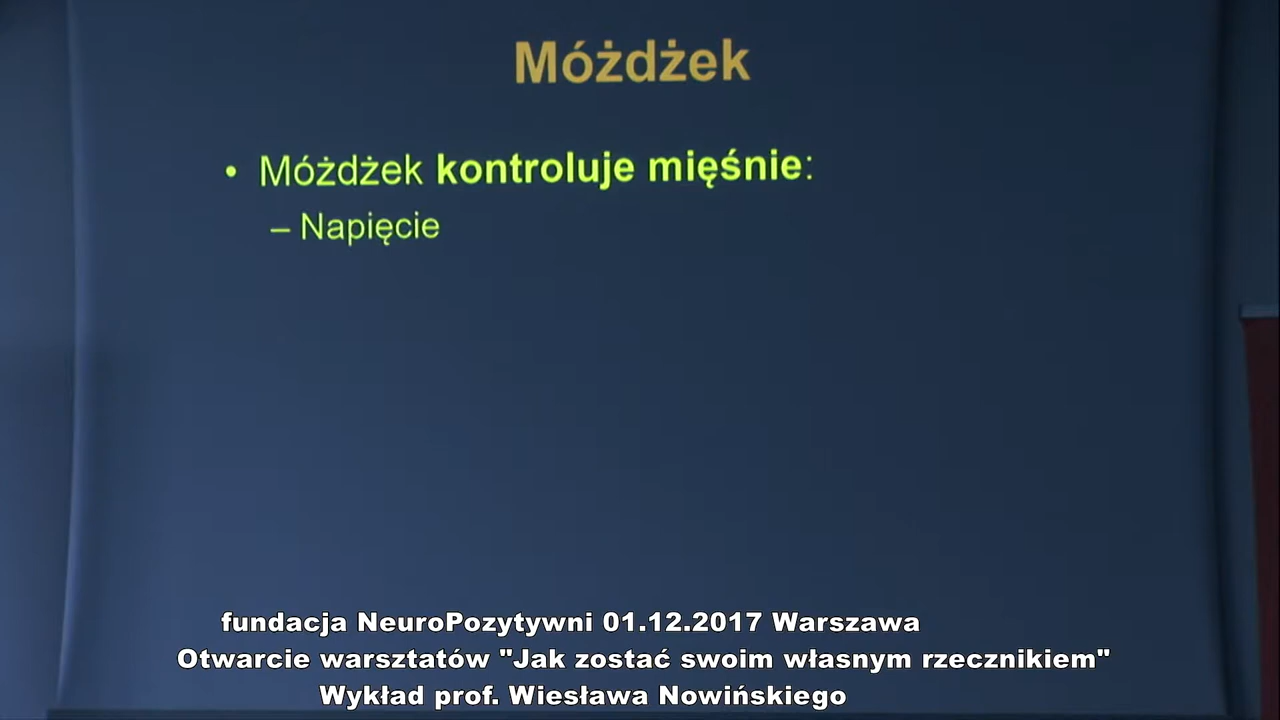 Móżdżek
• Móżdżek kontroluje mięśnie:
– Napięcie
fundacja NeuroPozytywni 01.12.2017 Warszawa
Otwarcie warsztatów "Jak zostać swoim własnym rzecznikiem"
Wykład prof. Wiesława Nowińskiego